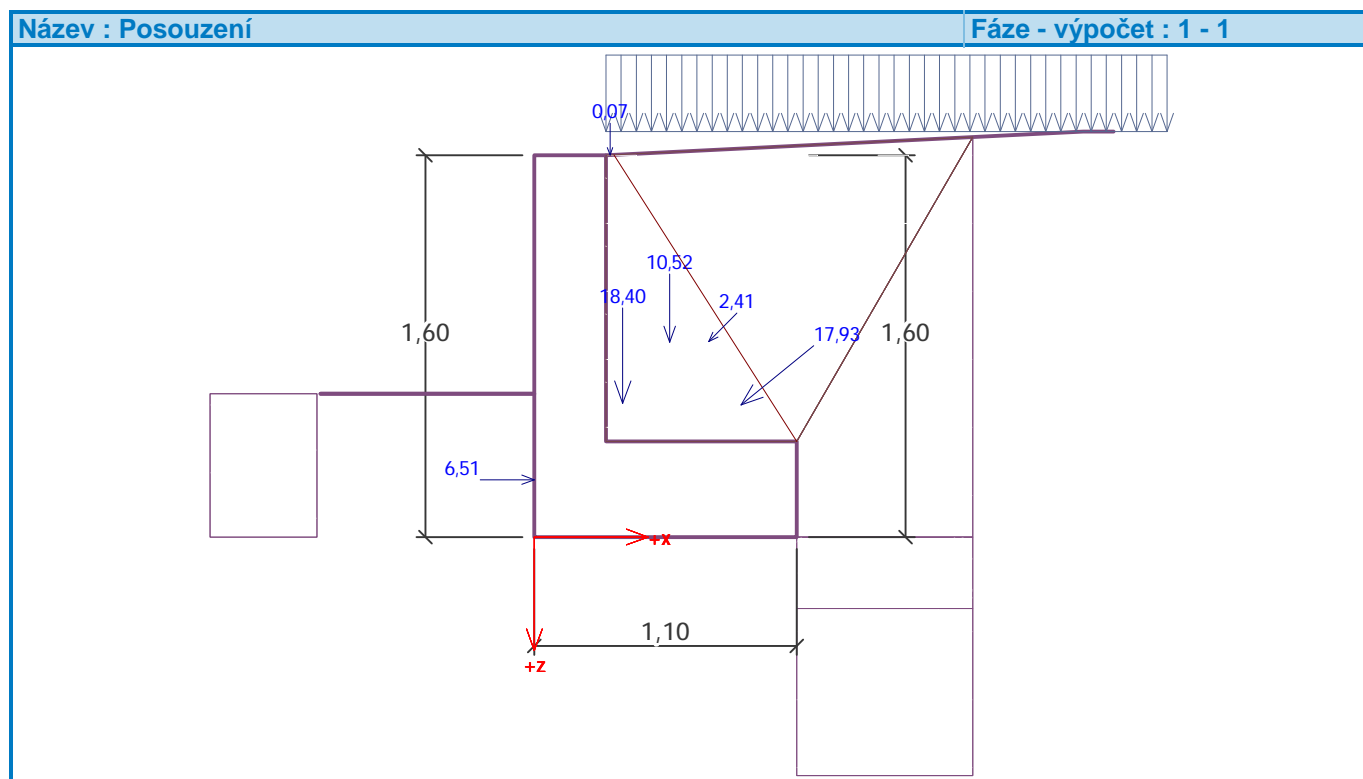 Název : Posouzení
Fáze - výpočet : 1 - 1
0,07
10,52
18,40
2,41
1,60
17,93
1,60
6,51
+x
1,10
+z